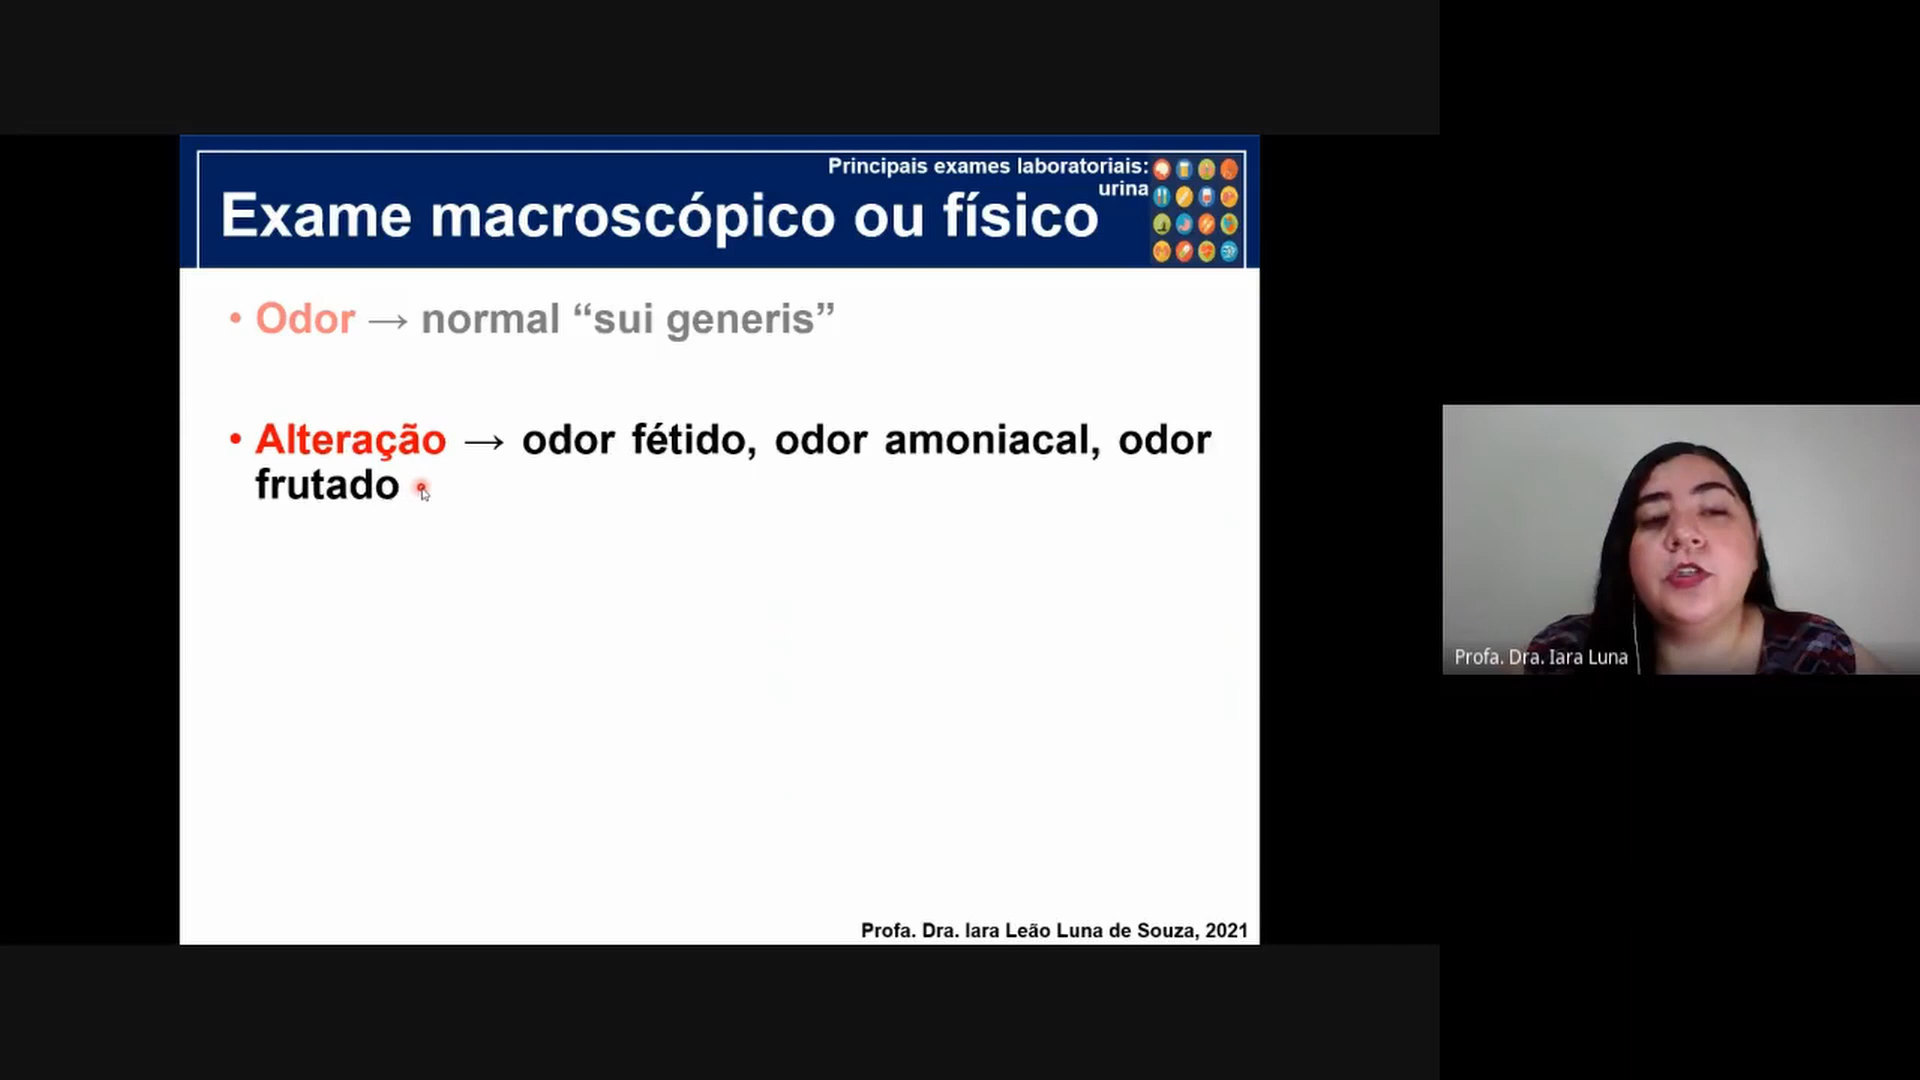 Principais exames laboratoriais:
urina
Exame macroscópico ou físico
• Odor → normal “sui generis”
• Alteração → odor fétido, odor amoniacal, odor
frutado
Profa. Dra. Iara Luna
Profa. Dra. Iara Leão Luna de Souza, 2021